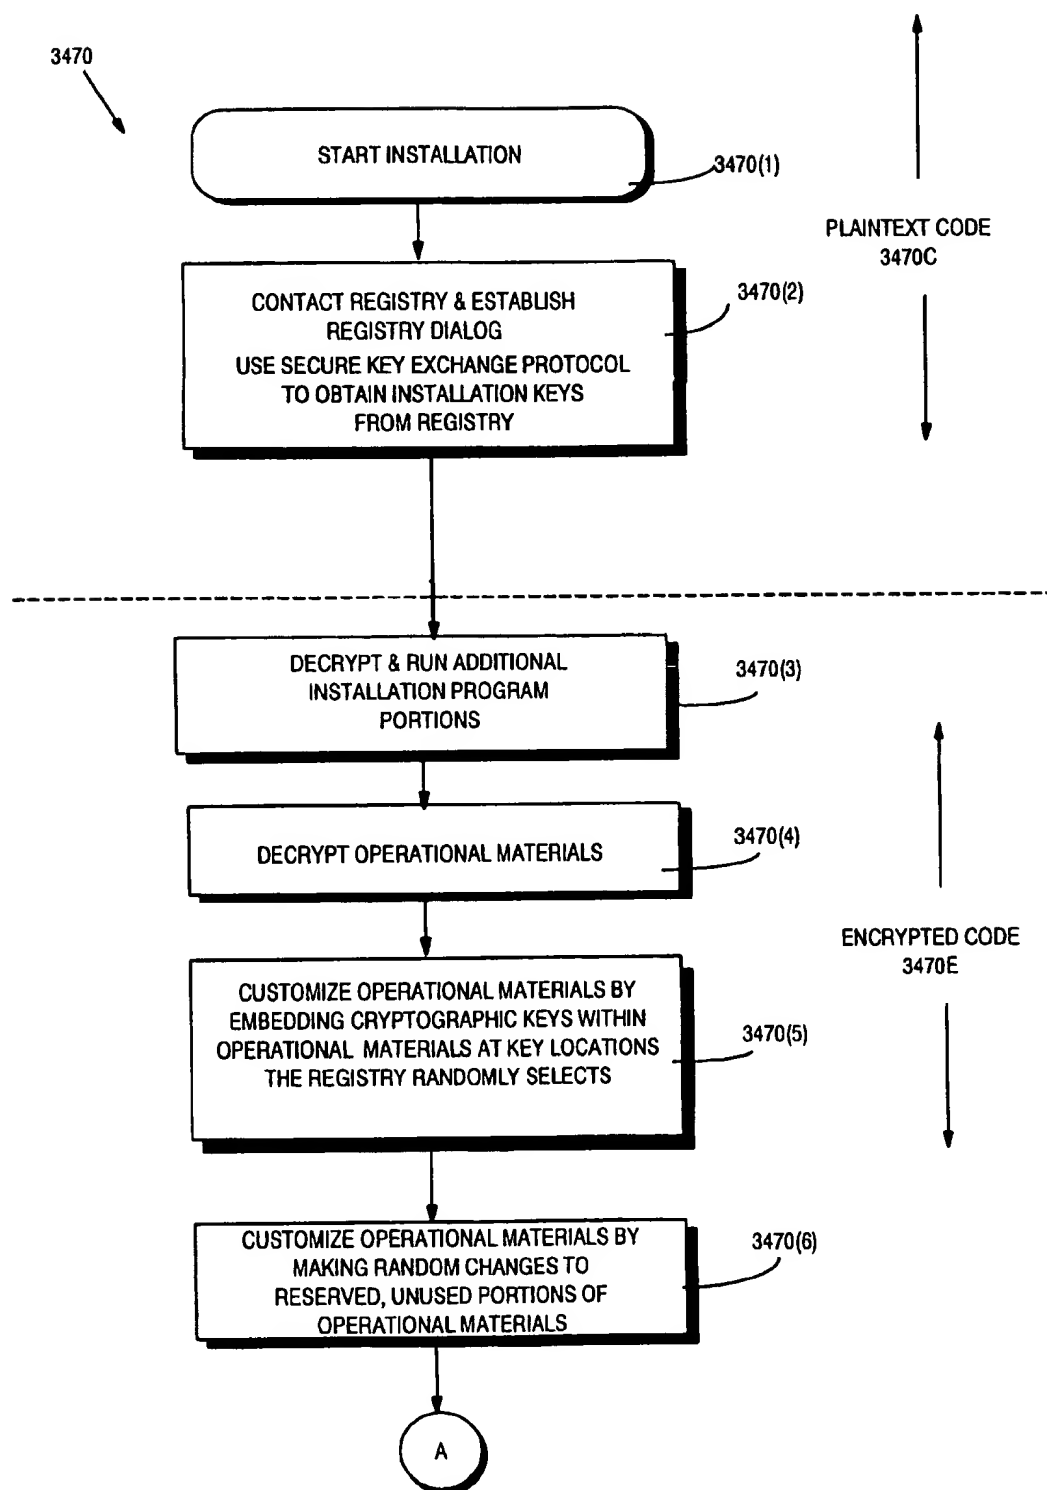 3470
START INSTALLATION
3470(1)
PLAINTEXT CODE
3470C
CONTACT REGISTRY & ESTABLISH
REGISTRY DIALOG
USE SECURE KEY EXCHANGE PROTOCOL
TO OBTAIN INSTALLATION KEYS
FROM REGISTRY
3470(2)
DECRYPT & RUN ADDITIONAL
INSTALLATION PROGRAM
PORTIONS
3470(3)
DECRYPT OPERATIONAL MATERIALS
3470(4)
ENCRYPTED CODE
3470E
CUSTOMIZE OPERATIONAL MATERIALS BY
EMBEDDING CRYPTOGRAPHIC KEYS WITHIN
OPERATIONAL MATERIALS AT KEY LOCATIONS
THE REGISTRY RANDOMLY SELECTS
3470(5)
CUSTOMIZE OPERATIONAL MATERIALS BY
MAKING RANDOM CHANGES TO
RESERVED, UNUSED PORTIONS OF
OPERATIONAL MATERIALS
3470(6)
A